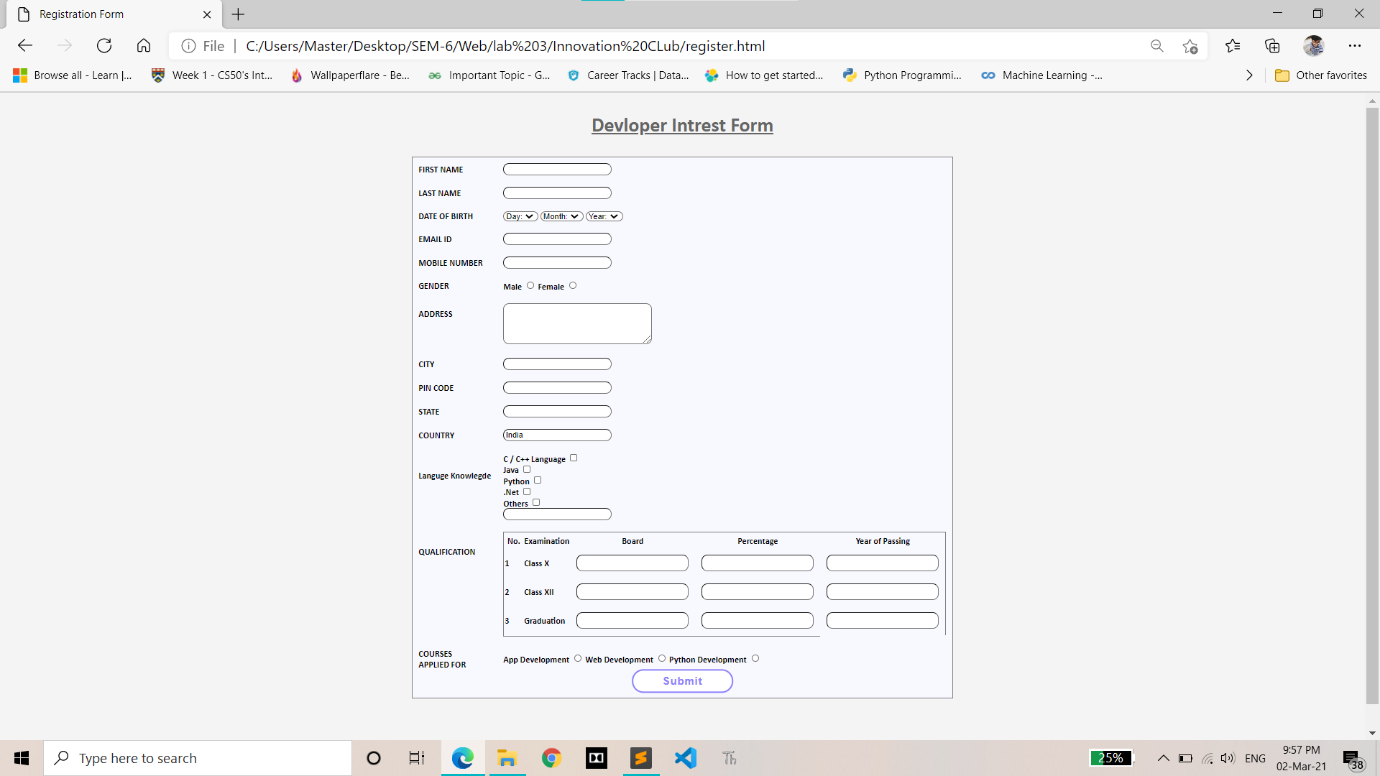 Registration Form
File | C:/Users/Master/Desktop/SEM-6/Web/lab%203/Innovation%20CLub/register.html
Browse all - Learn |... Week 1 - CS50's Int... Wallpaperflare - Be... Important Topic - G... Career Tracks | Data... How to get started... Python Programmi... Machine Learning -... Other favorites
Devloper Intrest Form
FIRST NAME
LAST NAME
DATE OF BIRTH Day: Month: Year:
EMAIL ID
MOBILE NUMBER
GENDER Male Female
ADDRESS
CITY
PIN CODE
STATE
COUNTRY India
C / C++ Language
Java
Languge Knowlegde
Python
.Net
Others
No. Examination Board Percentage Year of Passing
QUALIFICATION
1 Class X
2 Class XII
3 Graduation
COURSES
APPLIED FOR
App Development Web Development Python Development
Submit
Type here to search
25%
ENG
9:57 PM
02-Mar-21
38